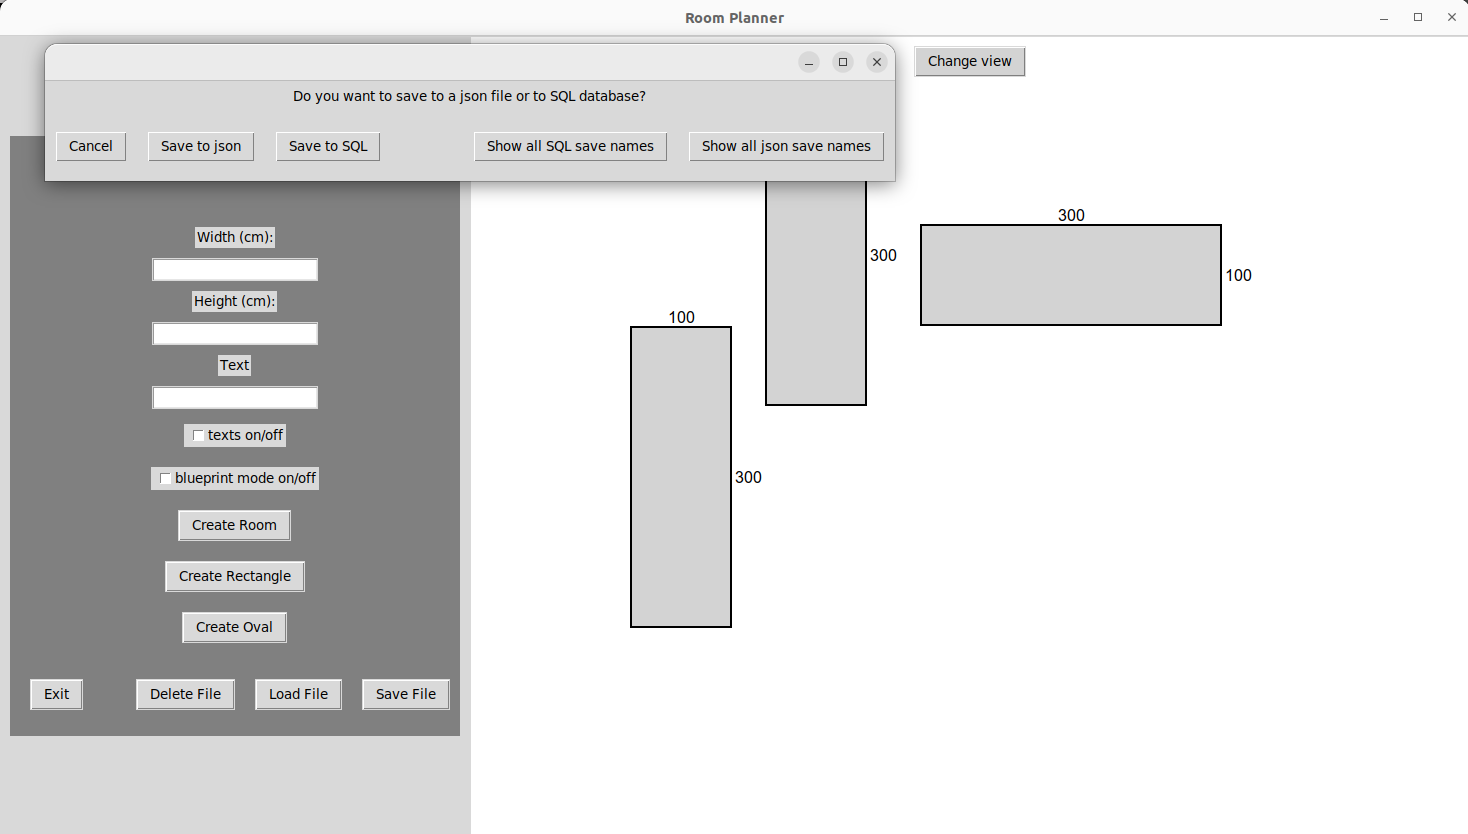 Room Planner
Change view
Do you want to save to a json file or to SQL database?
Cancel Save to json Save to SQL Show all SQL save names Show all json save names
Width (cm):
Height (cm):
Text
texts on/off
blueprint mode on/off
Create Room
Create Rectangle
Create Oval
Exit Delete File Load File Save File
300
300
100
100
300